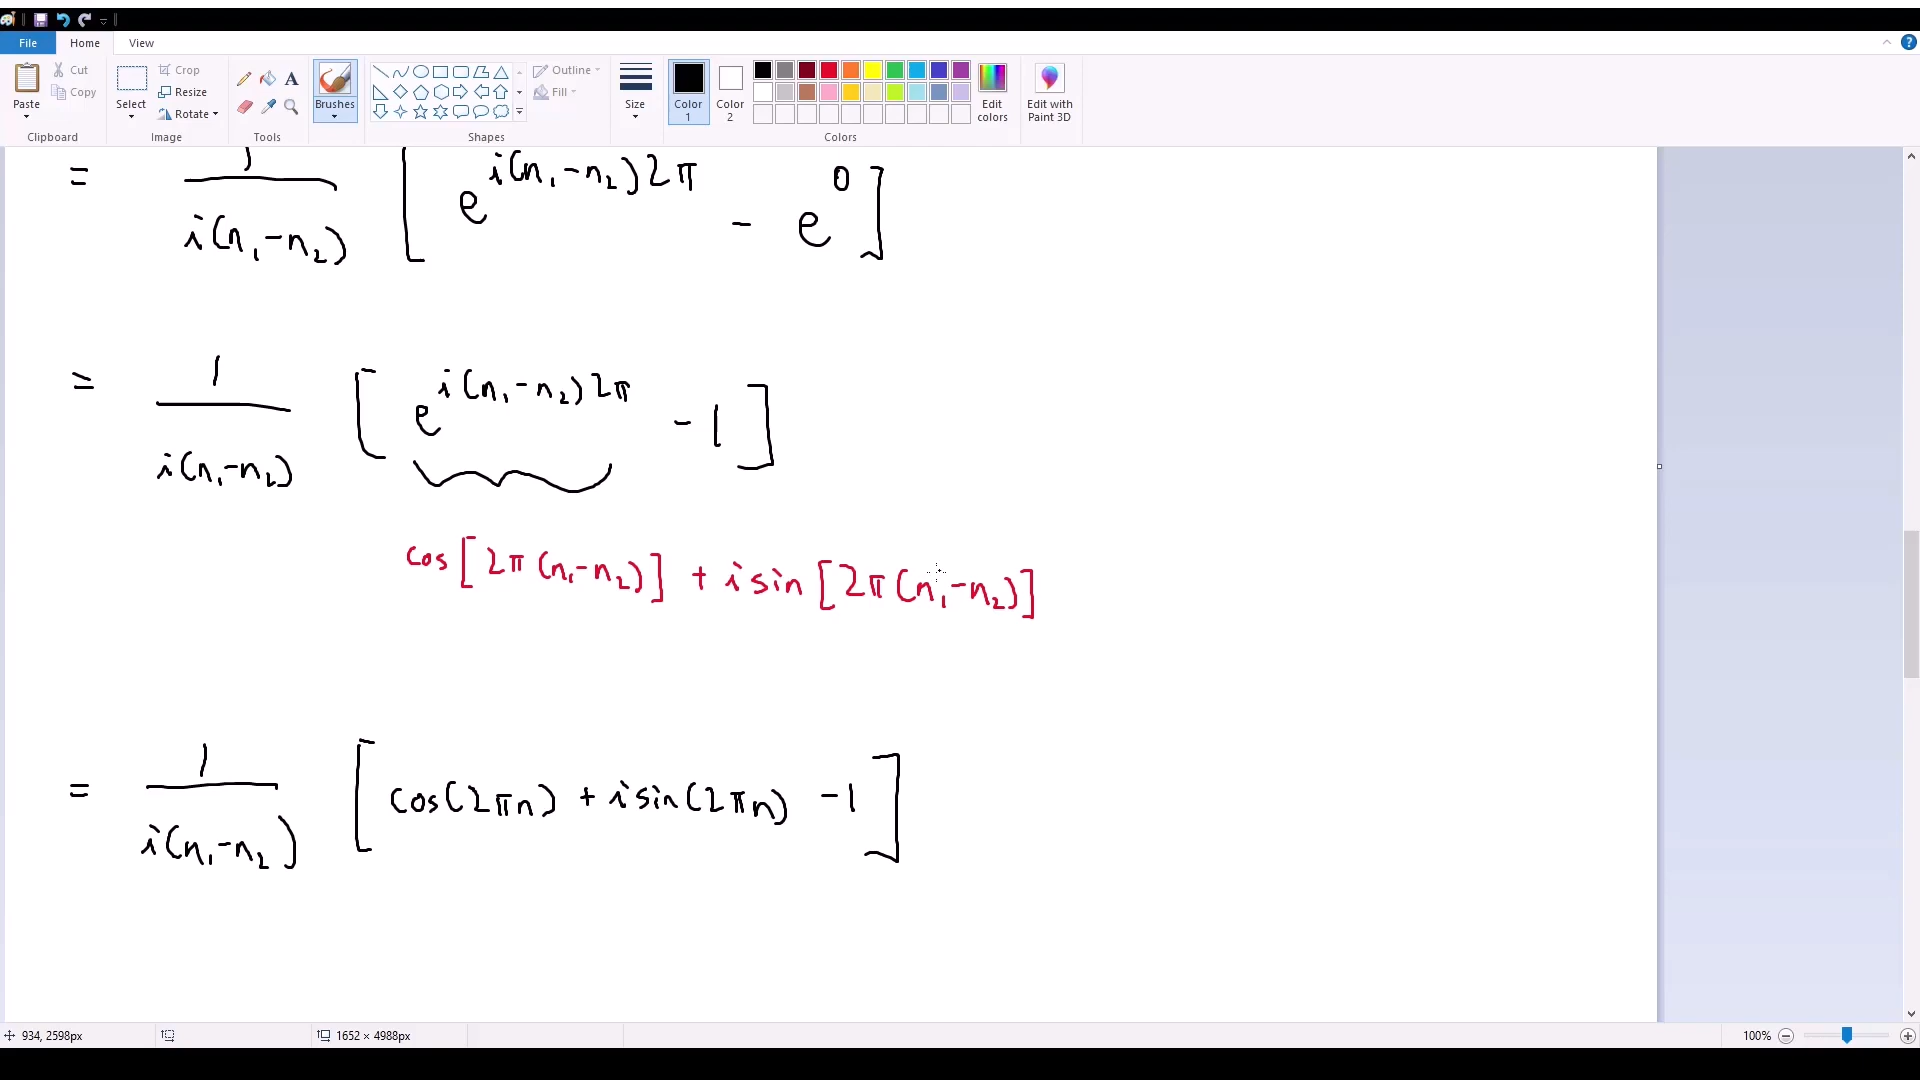 File Home View
Paste Cut Copy Clipboard
Select Crop Resize Rotate Image
A Tools
Brushes
Outline Fill Shapes
Size
Color 1 Color 2 Edit colors Colors
Edit with Paint 3D
= 1/(i(n₁-n₂)) [e^(i(n₁-n₂)2π) - e^0]
= 1/(i(n₁-n₂)) [e^(i(n₁-n₂)2π) - 1]
cos[2π(n₁-n₂)] + i sin[2π(n₁-n₂)]
= 1/(i(n₁-n₂)) [cos(2πn) + i sin(2πn) - 1]
934, 2598px 1652 × 4988px 100%